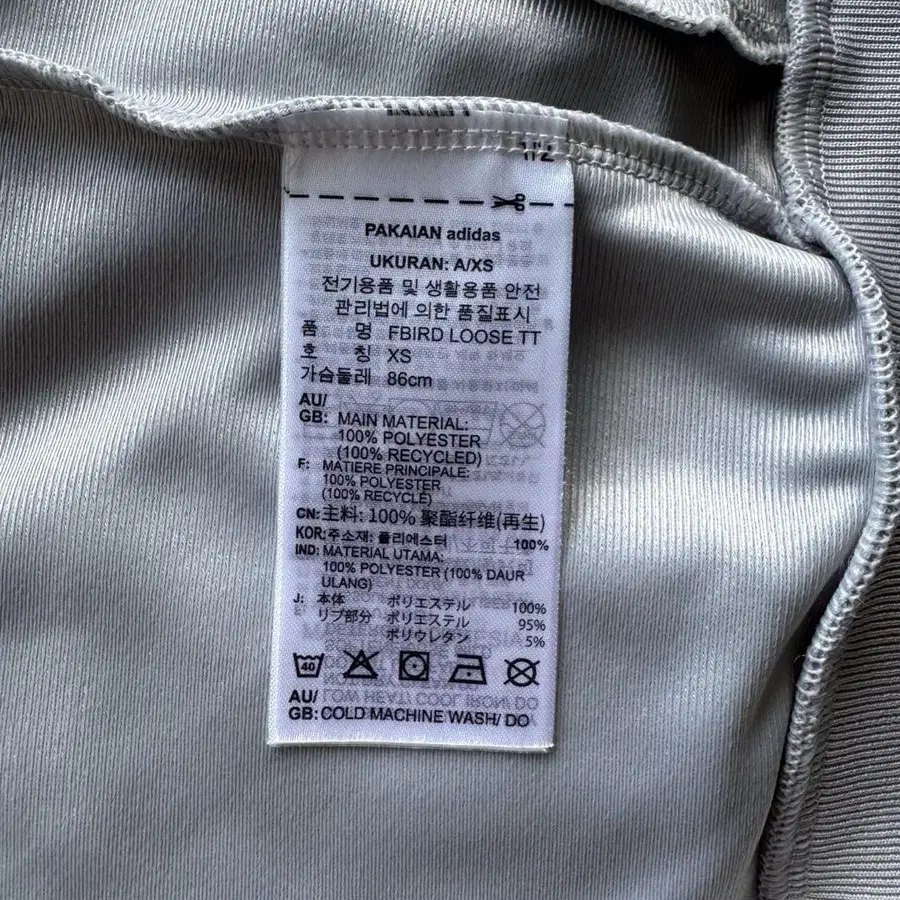 1/2
PAKAIAN adidas
UKURAN: A/XS
전기용품 및 생활용품 안전
관리법에 의한 품질표시
품 명 FBIRD LOOSE TT
호 칭 XS
가슴둘레 86cm
AU/
GB: MAIN MATERIAL:
100% POLYESTER
(100% RECYCLED)
F: MATIERE PRINCIPALE:
100% POLYESTER
(100% RECYCLÉ)
CN: 主料: 100% 聚酯纤维(再生)
KOR: 주소재: 폴리에스터 100%
IND: MATERIAL UTAMA:
100% POLYESTER (100% DAUR
ULANG)
J: 本体 ポリエステル 100%
リブ部分 ポリエステル 95%
ポリウレタン 5%
40
AU/
GB: COLD MACHINE WASH/ DO